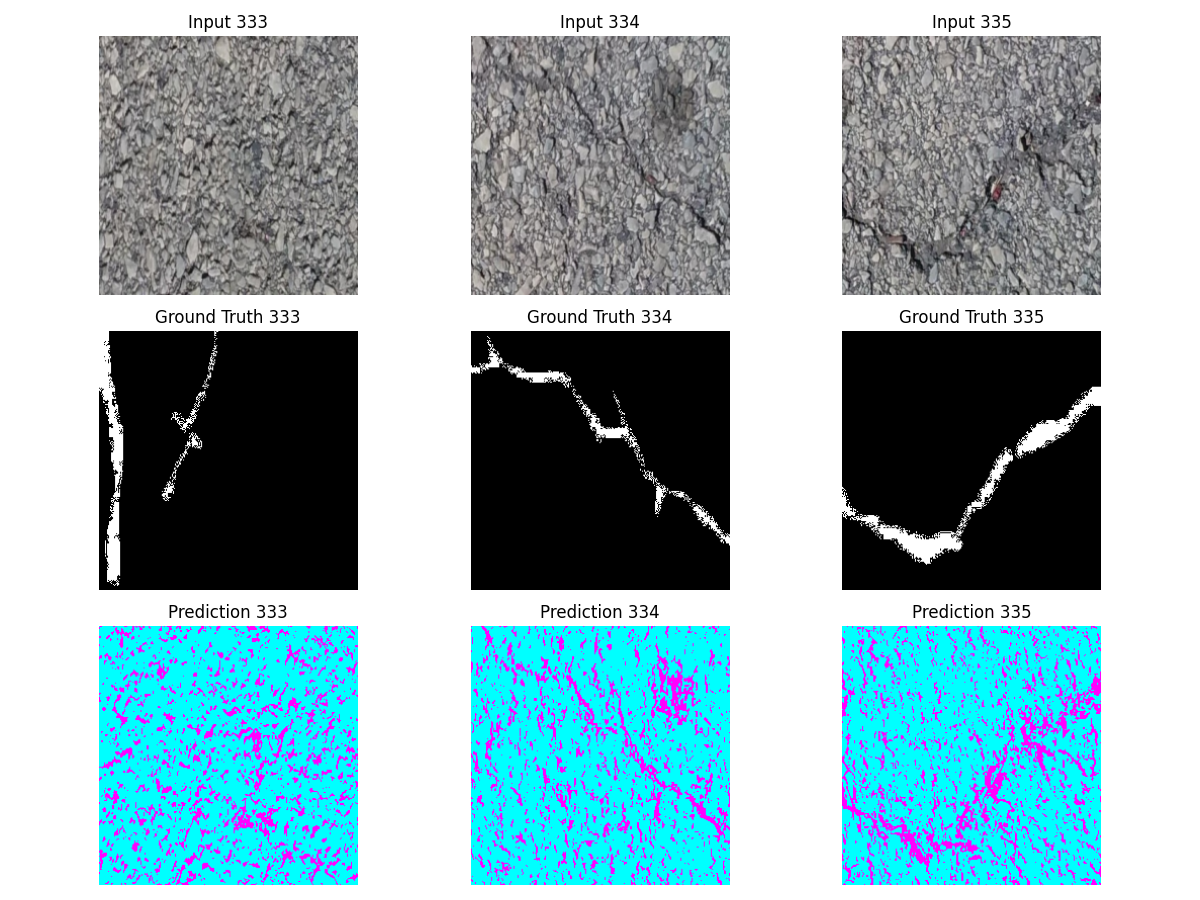 Input 333
Input 334
Input 335
Ground Truth 333
Ground Truth 334
Ground Truth 335
Prediction 333
Prediction 334
Prediction 335